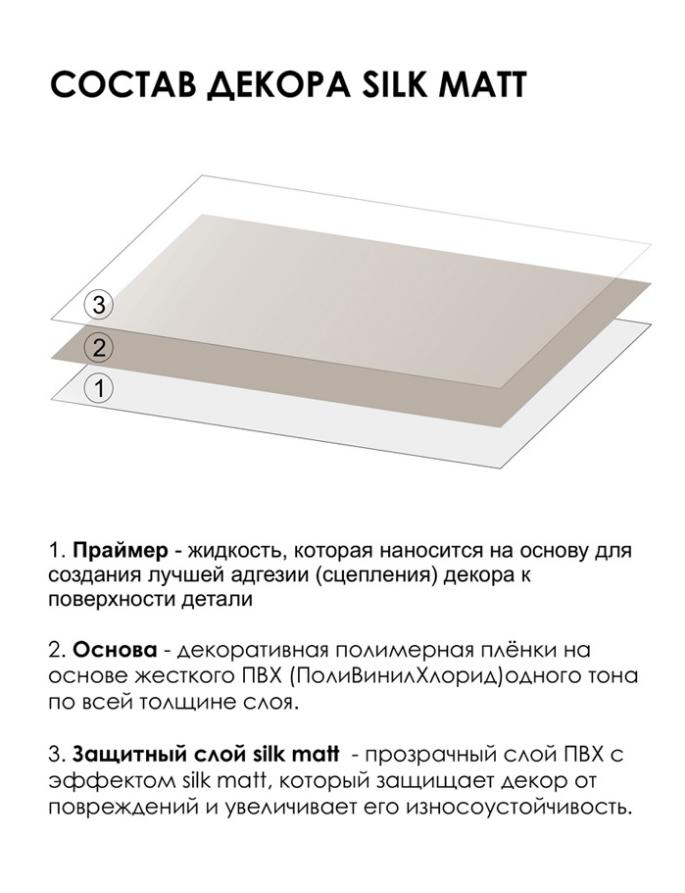 СОСТАВ ДЕКОРА SILK MATT
3
2
1
1. Праймер - жидкость, которая наносится на основу для
создания лучшей адгезии (сцепления) декора к
поверхности детали
2. Основа - декоративная полимерная плёнки на
основе жесткого ПВХ (ПолиВинилХлорид)одного тона
по всей толщине слоя.
3. Защитный слой silk matt - прозрачный слой ПВХ с
эффектом silk matt, который защищает декор от
повреждений и увеличивает его износоустойчивость.